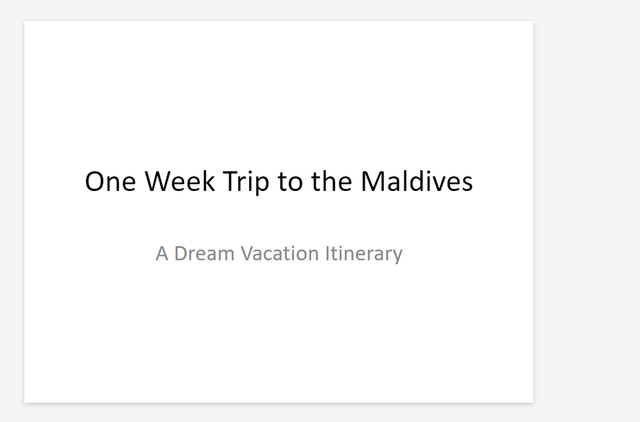 One Week Trip to the Maldives
A Dream Vacation Itinerary